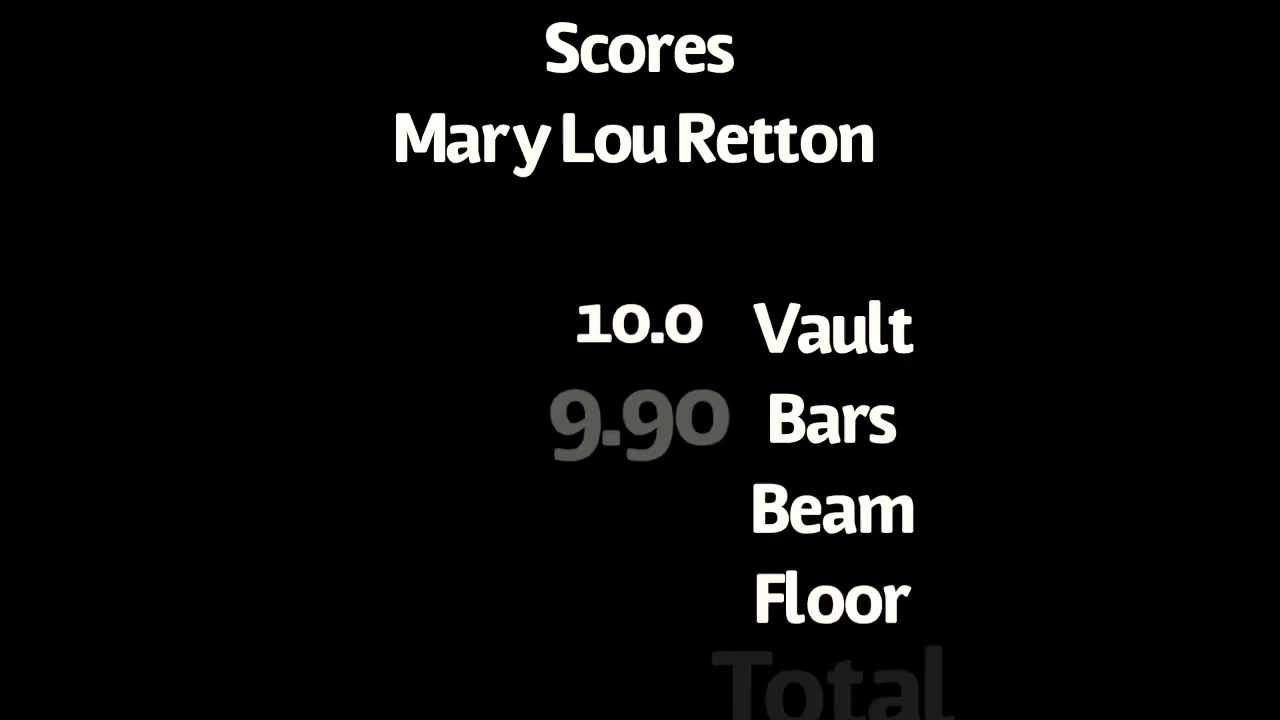 Scores
Mary Lou Retton
10.0 Vault
9.90 Bars
Beam
Floor
Total